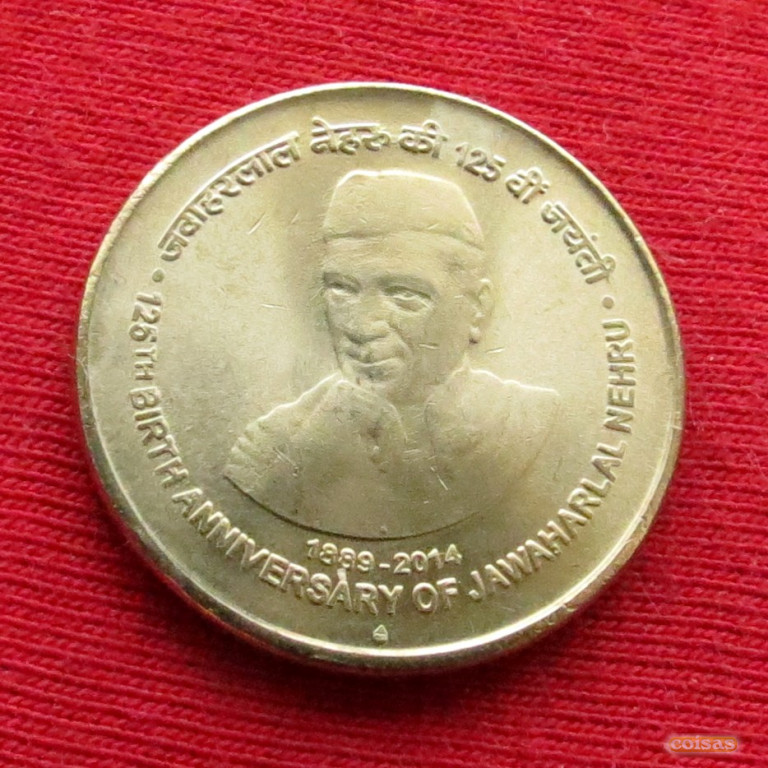 जवाहरलाल नेहरू की 125 वीं जयंती
125TH BIRTH ANNIVERSARY OF JAWAHARLAL NEHRU
1889-2014
coisas